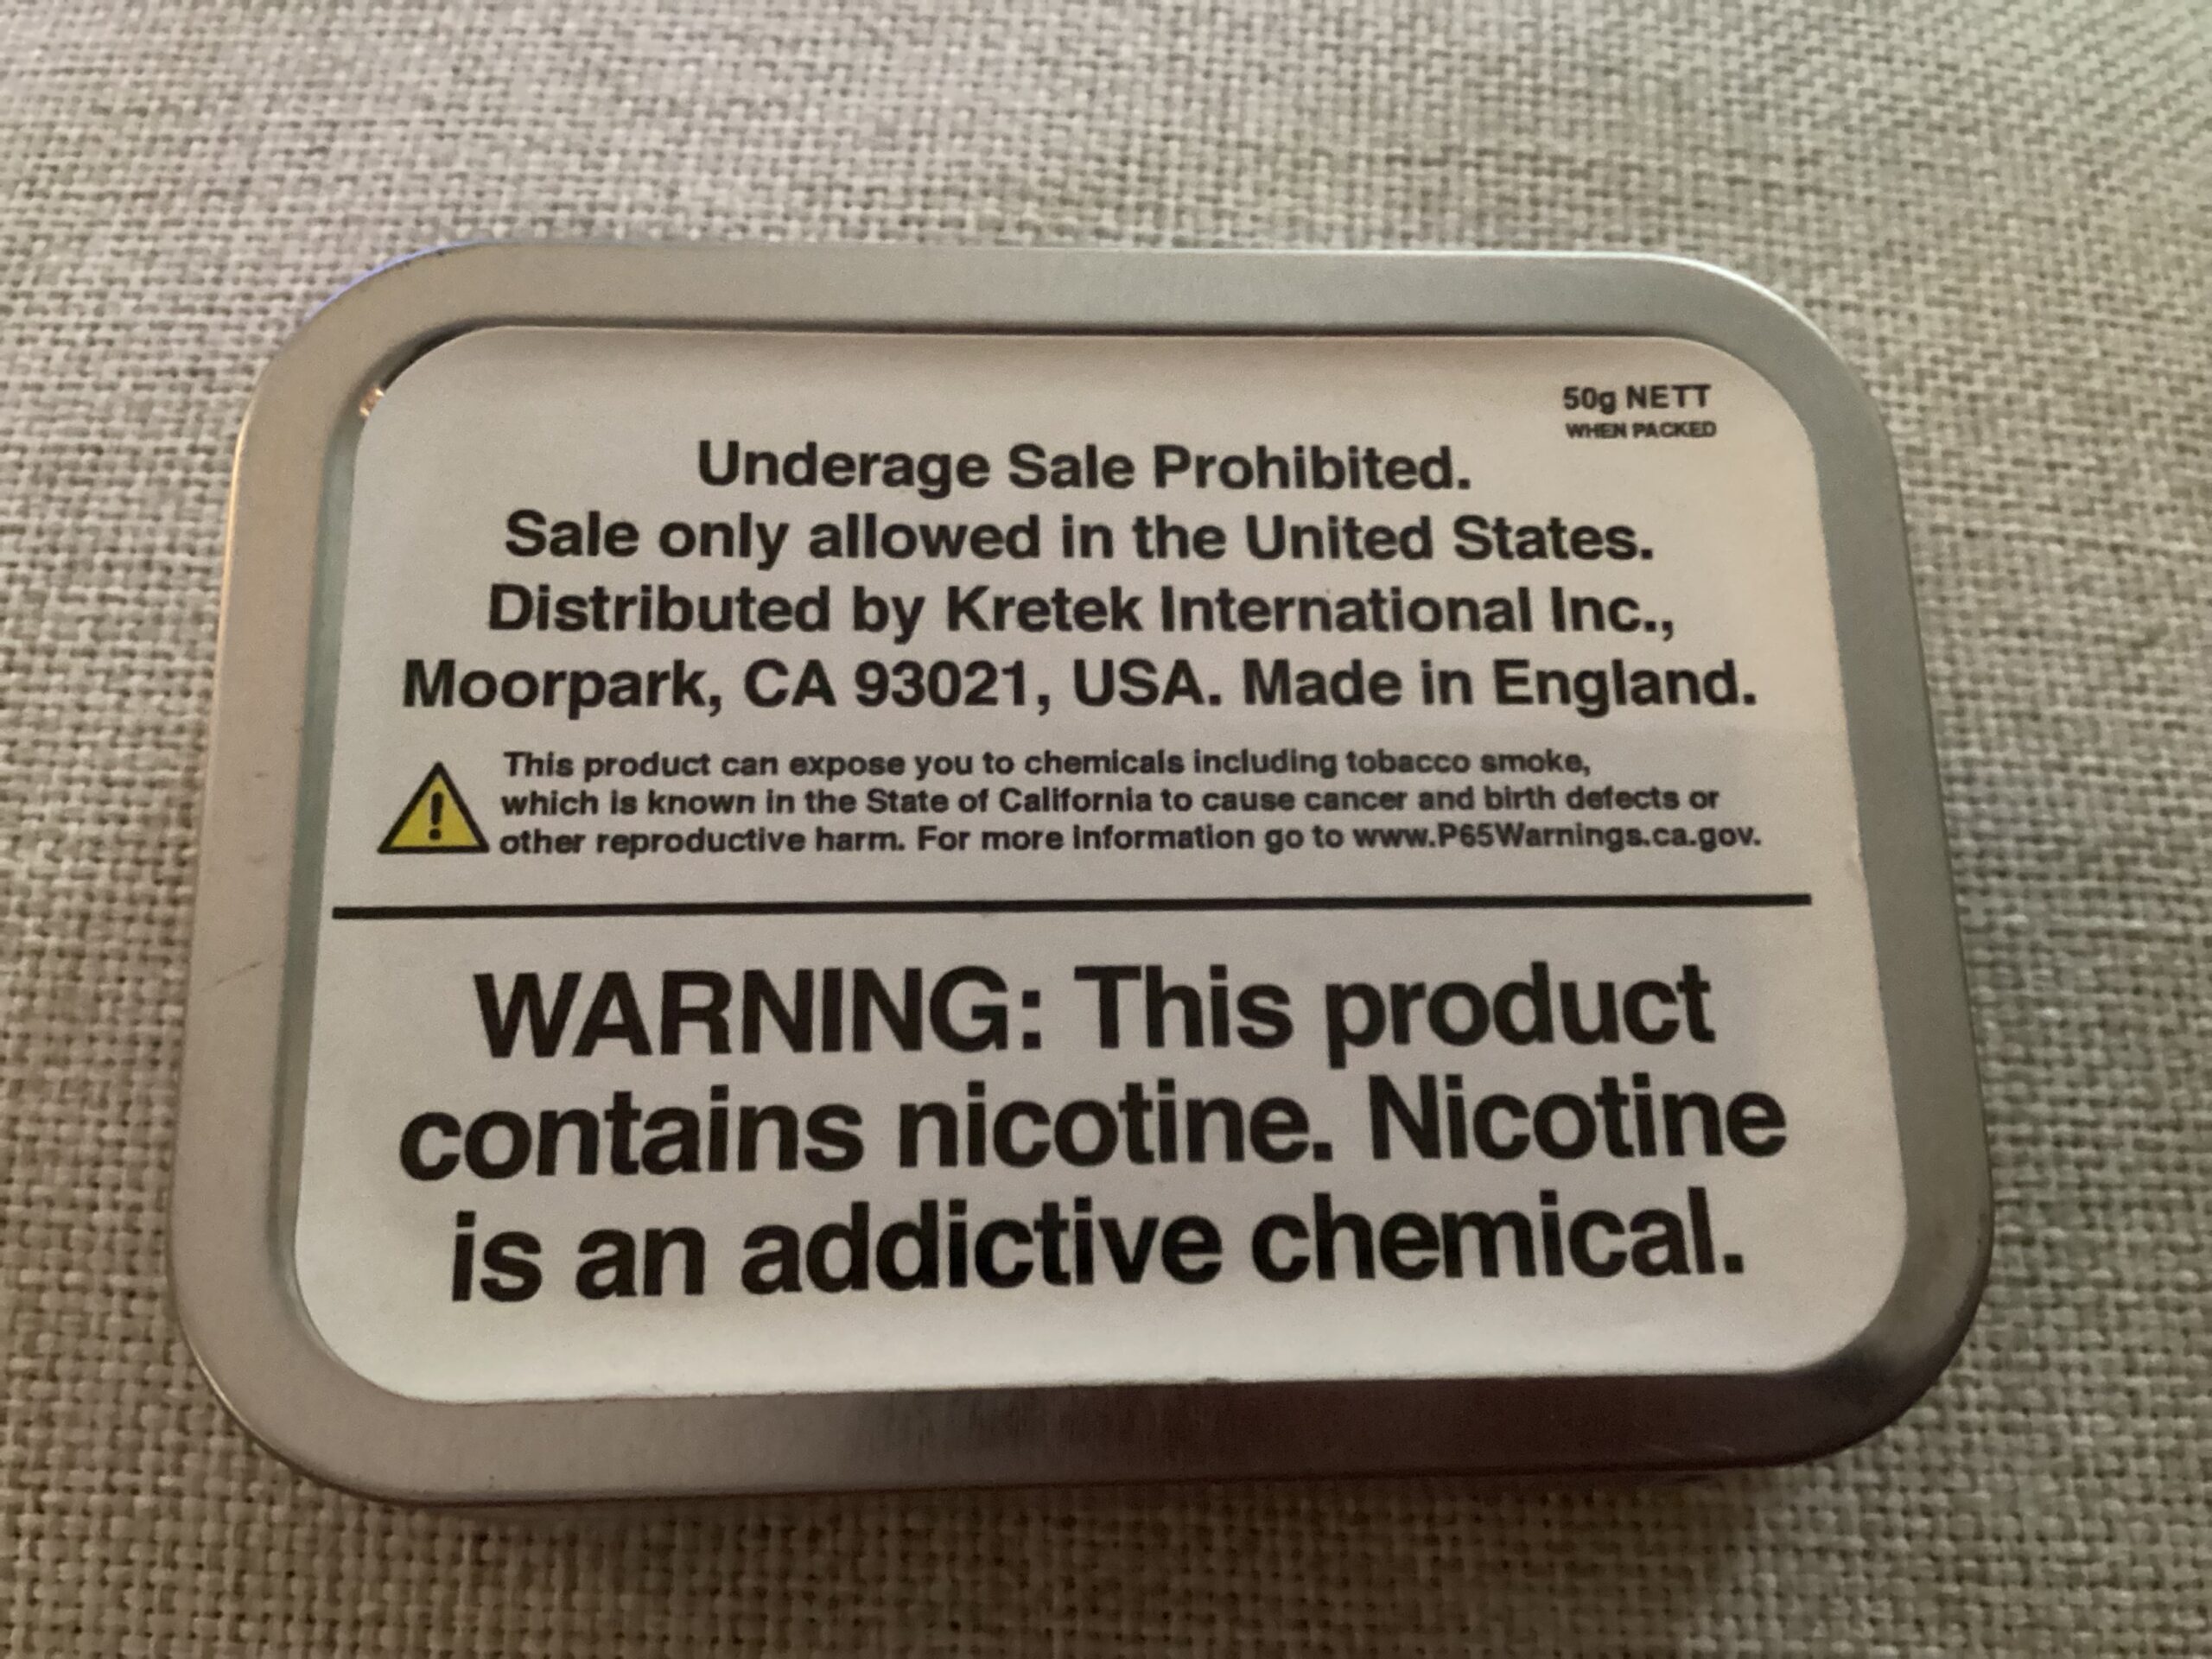 50g NETT
WHEN PACKED
Underage Sale Prohibited.
Sale only allowed in the United States.
Distributed by Kretek International Inc.,
Moorpark, CA 93021, USA. Made in England.
This product can expose you to chemicals including tobacco smoke,
which is known in the State of California to cause cancer and birth defects or
other reproductive harm. For more information go to www.P65Warnings.ca.gov.
WARNING: This product
contains nicotine. Nicotine
is an addictive chemical.